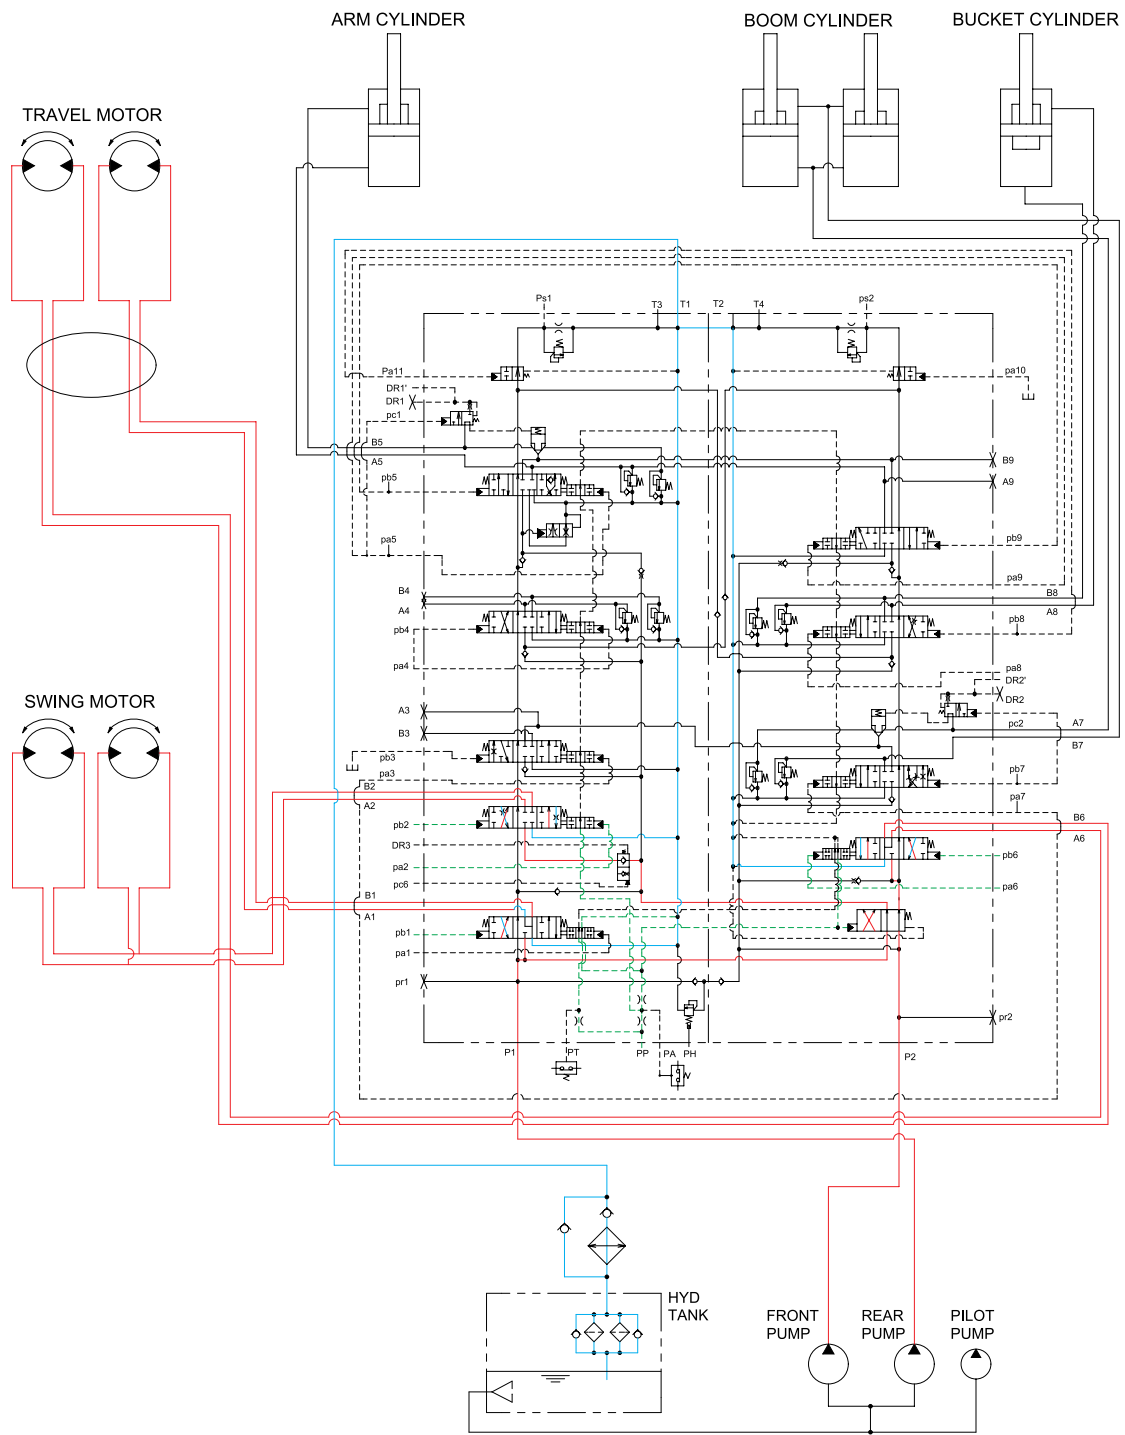 ARM CYLINDER
BOOM CYLINDER
BUCKET CYLINDER
TRAVEL MOTOR
Ps1
T3
T1
T2
T4
ps2
Pa11
pa10
DR1'
DR1
pc1
B5
A5
pb5
B9
A9
pa5
pb9
pa9
B4
A4
pb4
pa4
B8
A8
pb8
pa8
DR2'
DR2
SWING MOTOR
A3
B3
pb3
pa3
pc2
A7
B7
pb7
pa7
B2
A2
pb2
DR3
pa2
pc6
B6
A6
pb6
pa6
B1
A1
pb1
pa1
pr1
pr2
P1
PT
PP
PA
PH
P2
HYD
TANK
FRONT
PUMP
REAR
PUMP
PILOT
PUMP